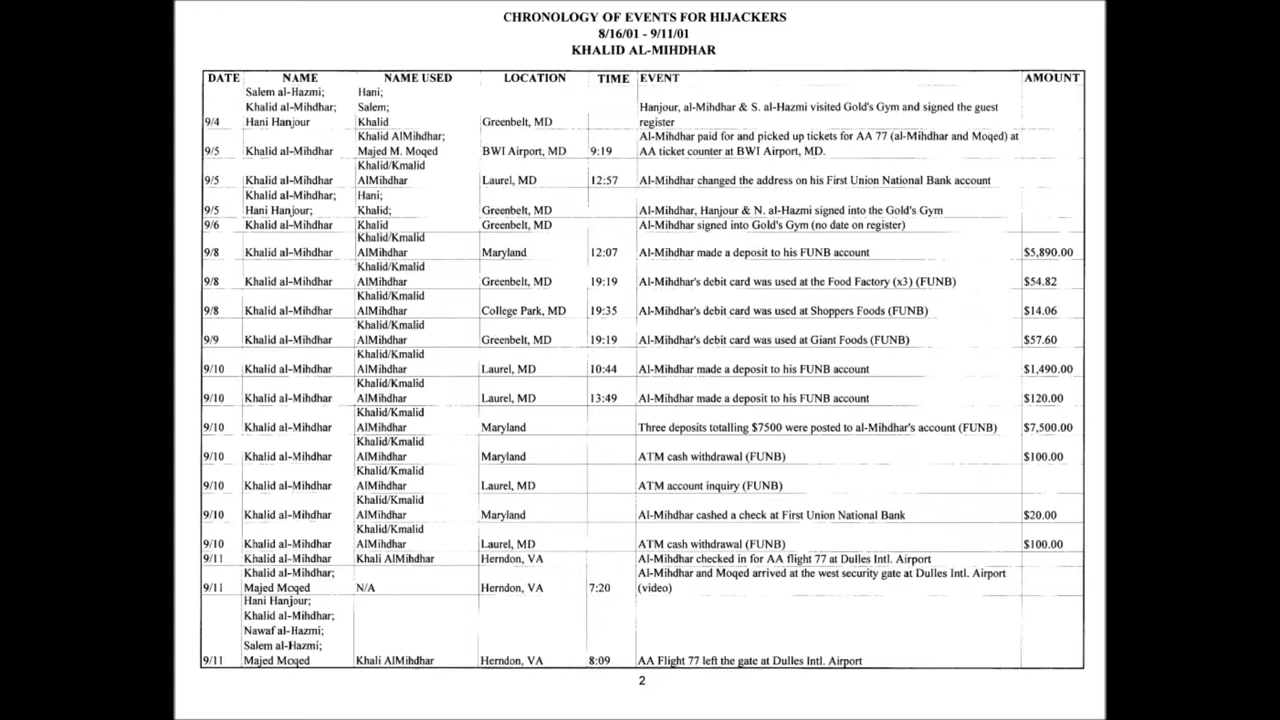 CHRONOLOGY OF EVENTS FOR HIJACKERS
8/16/01 - 9/11/01
KHALID AL-MIHDHAR
DATE NAME NAME USED LOCATION TIME EVENT AMOUNT
Salem al-Hazmi; Hani;
Khalid al-Mihdhar; Salem; Hanjour, al-Mihdhar & S. al-Hazmi visited Gold's Gym and signed the guest
9/4 Hani Hanjour Khalid Greenbelt, MD register
Khalid AlMihdhar; Al-Mihdhar paid for and picked up tickets for AA 77 (al-Mihdhar and Moqed) at
9/5 Khalid al-Mihdhar Majed M. Moqed BWI Airport, MD 9:19 AA ticket counter at BWI Airport, MD.
Khalid/Kmalid
9/5 Khalid al-Mihdhar AlMihdhar Laurel, MD 12:57 Al-Mihdhar changed the address on his First Union National Bank account
Khalid al-Mihdhar; Hani;
9/5 Hani Hanjour; Khalid; Greenbelt, MD Al-Mihdhar, Hanjour & N. al-Hazmi signed into the Gold's Gym
9/6 Khalid al-Mihdhar Khalid Greenbelt, MD Al-Mihdhar signed into Gold's Gym (no date on register)
Khalid/Kmalid
9/8 Khalid al-Mihdhar AlMihdhar Maryland 12:07 Al-Mihdhar made a deposit to his FUNB account $5,890.00
Khalid/Kmalid
9/8 Khalid al-Mihdhar AlMihdhar Greenbelt, MD 19:19 Al-Mihdhar's debit card was used at the Food Factory (x3) (FUNB) $54.82
Khalid/Kmalid
9/8 Khalid al-Mihdhar AlMihdhar College Park, MD 19:35 Al-Mihdhar's debit card was used at Shoppers Foods (FUNB) $14.06
Khalid/Kmalid
9/9 Khalid al-Mihdhar AlMihdhar Greenbelt, MD 19:19 Al-Mihdhar's debit card was used at Giant Foods (FUNB) $57.60
Khalid/Kmalid
9/10 Khalid al-Mihdhar AlMihdhar Laurel, MD 10:44 Al-Mihdhar made a deposit to his FUNB account $1,490.00
Khalid/Kmalid
9/10 Khalid al-Mihdhar AlMihdhar Laurel, MD 13:49 Al-Mihdhar made a deposit to his FUNB account $120.00
Khalid/Kmalid
9/10 Khalid al-Mihdhar AlMihdhar Maryland Three deposits totalling $7500 were posted to al-Mihdhar's account (FUNB) $7,500.00
Khalid/Kmalid
9/10 Khalid al-Mihdhar AlMihdhar Maryland ATM cash withdrawal (FUNB) $100.00
Khalid/Kmalid
9/10 Khalid al-Mihdhar AlMihdhar Laurel, MD ATM account inquiry (FUNB)
Khalid/Kmalid
9/10 Khalid al-Mihdhar AlMihdhar Maryland Al-Mihdhar cashed a check at First Union National Bank $20.00
Khalid/Kmalid
9/10 Khalid al-Mihdhar AlMihdhar Laurel, MD ATM cash withdrawal (FUNB) $100.00
9/11 Khalid al-Mihdhar Khali AlMihdhar Herndon, VA Al-Mihdhar checked in for AA flight 77 at Dulles Intl. Airport
Khalid al-Mihdhar; Al-Mihdhar and Moqed arrived at the west security gate at Dulles Intl. Airport
9/11 Majed Moqed N/A Herndon, VA 7:20 (video)
Hani Hanjour;
Khalid al-Mihdhar;
Nawaf al-Hazmi;
Salem al-Hazmi;
9/11 Majed Moqed Khali AlMihdhar Herndon, VA 8:09 AA Flight 77 left the gate at Dulles Intl. Airport
2